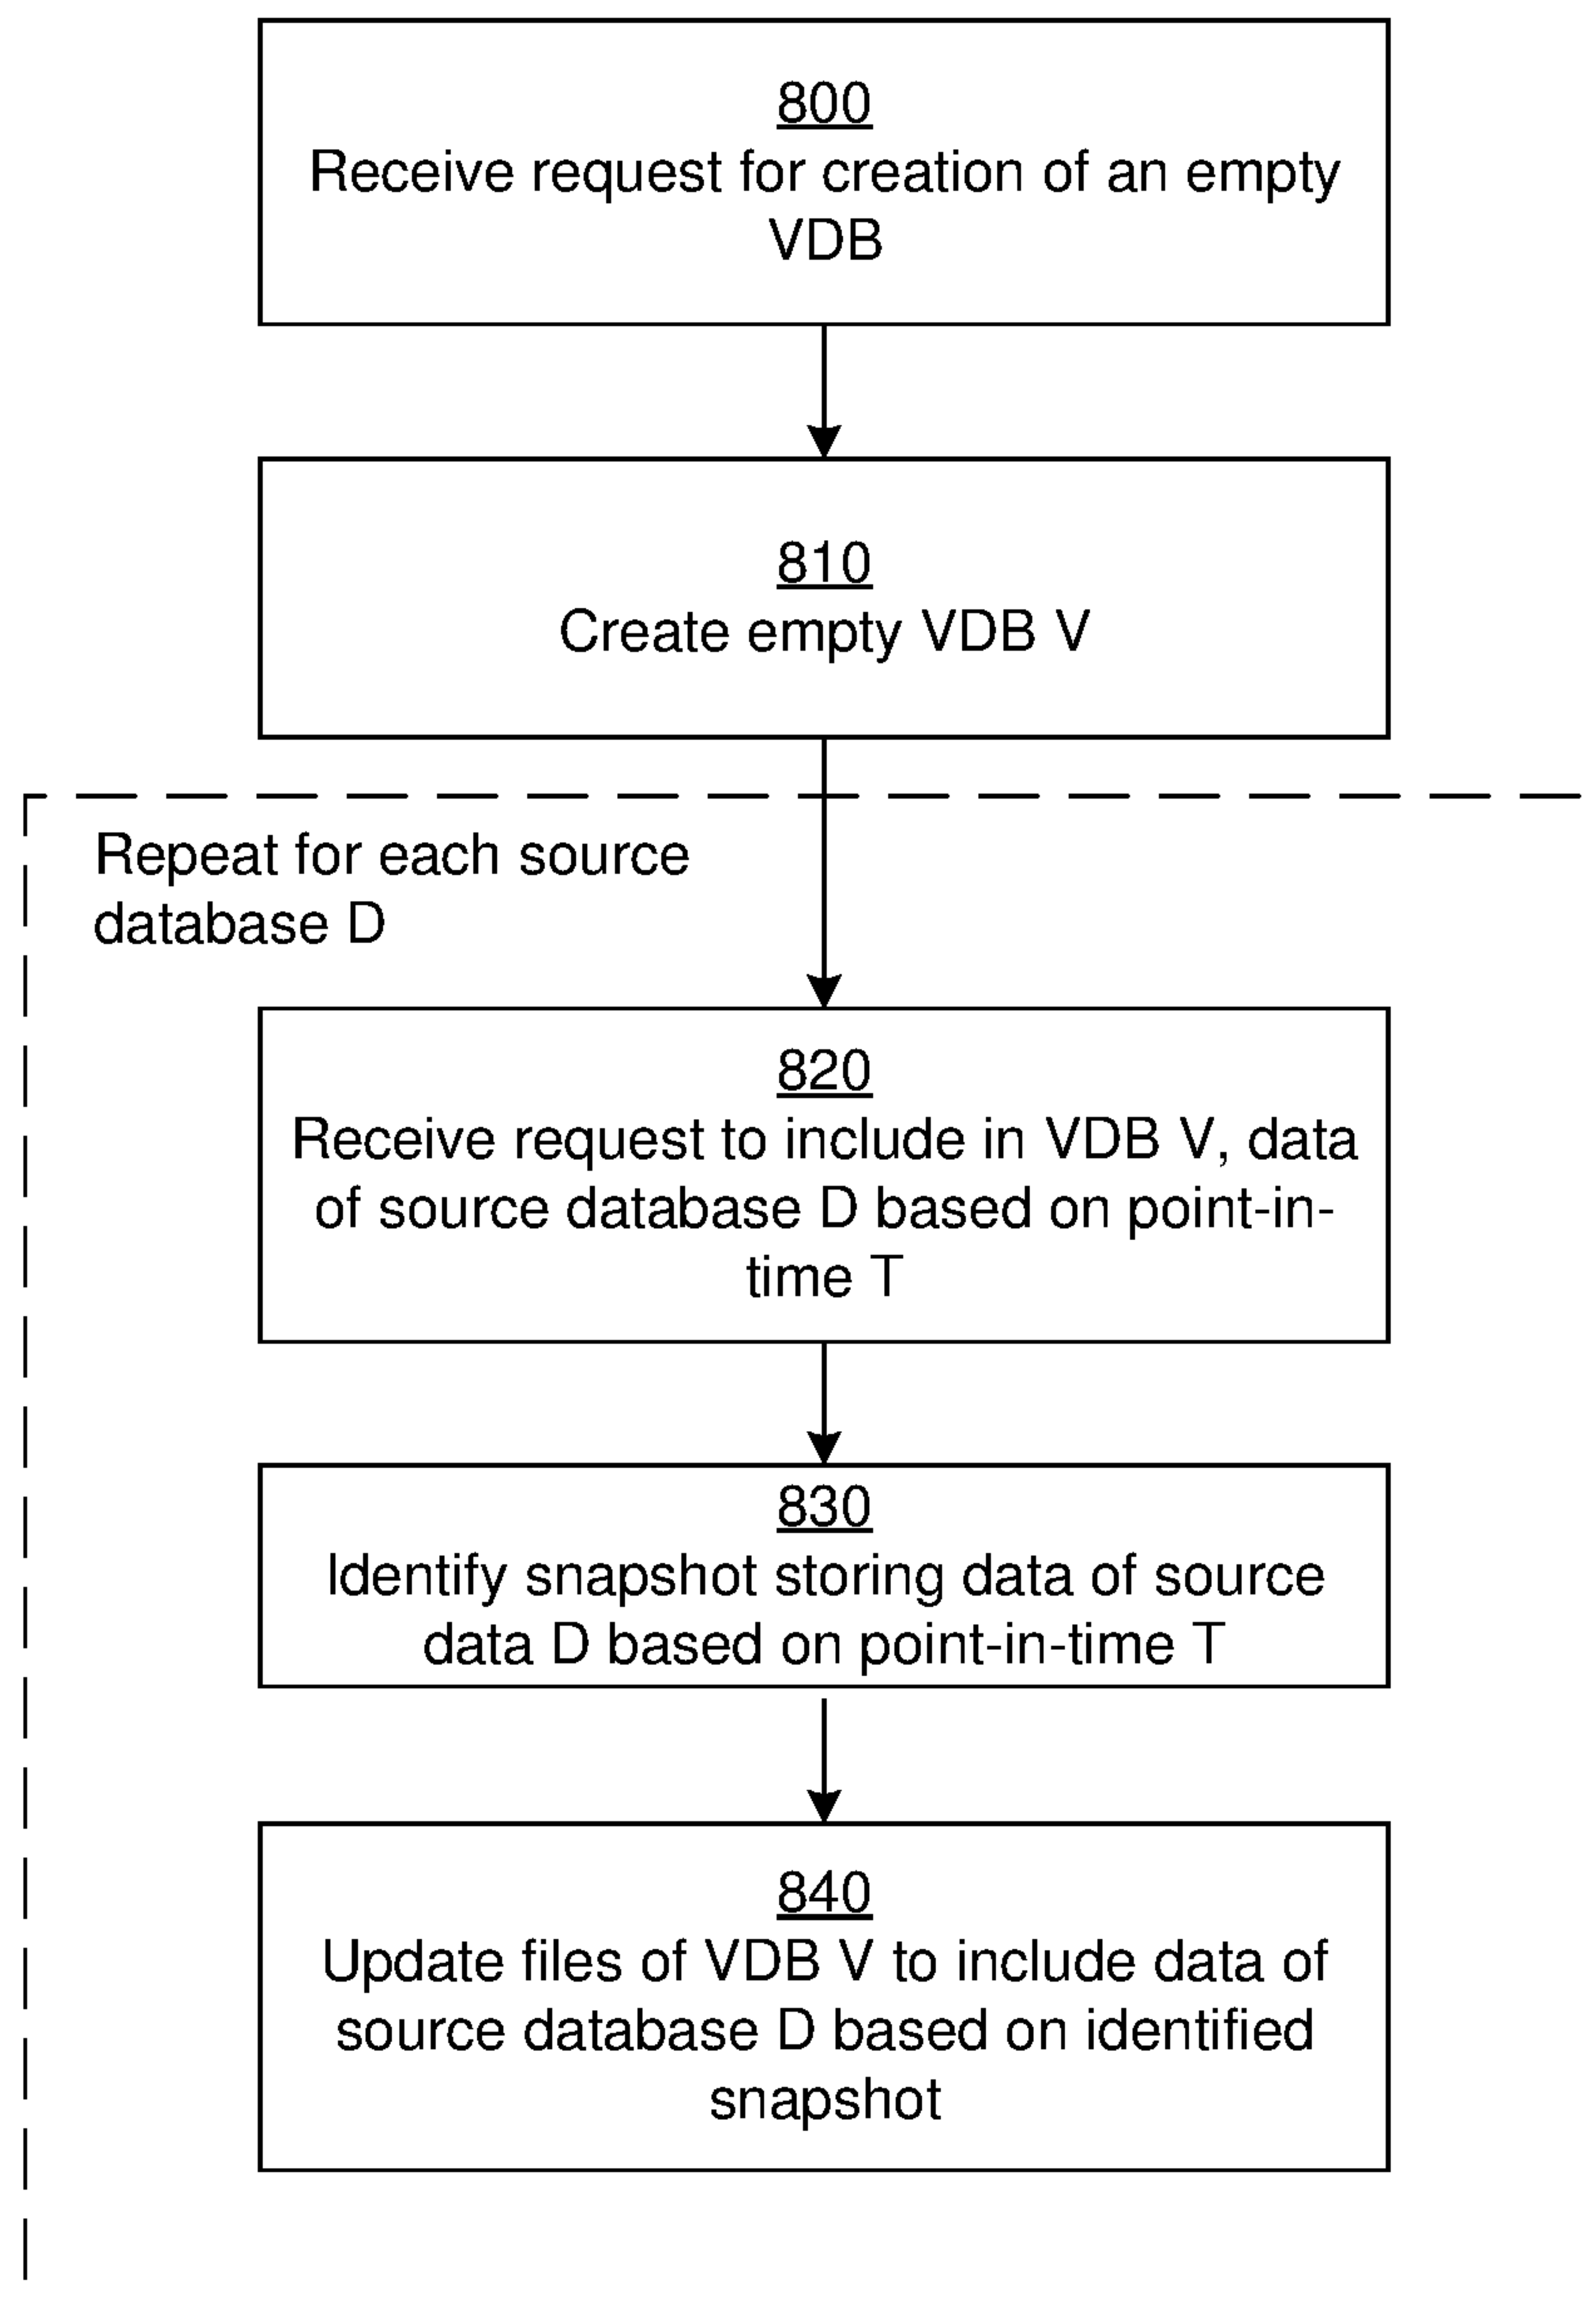 800
Receive request for creation of an empty
VDB
810
Create empty VDB V
Repeat for each source
database D
820
Receive request to include in VDB V, data
of source database D based on point-in-
time T
830
Identify snapshot storing data of source
data D based on point-in-time T
840
Update files of VDB V to include data of
source database D based on identified
snapshot